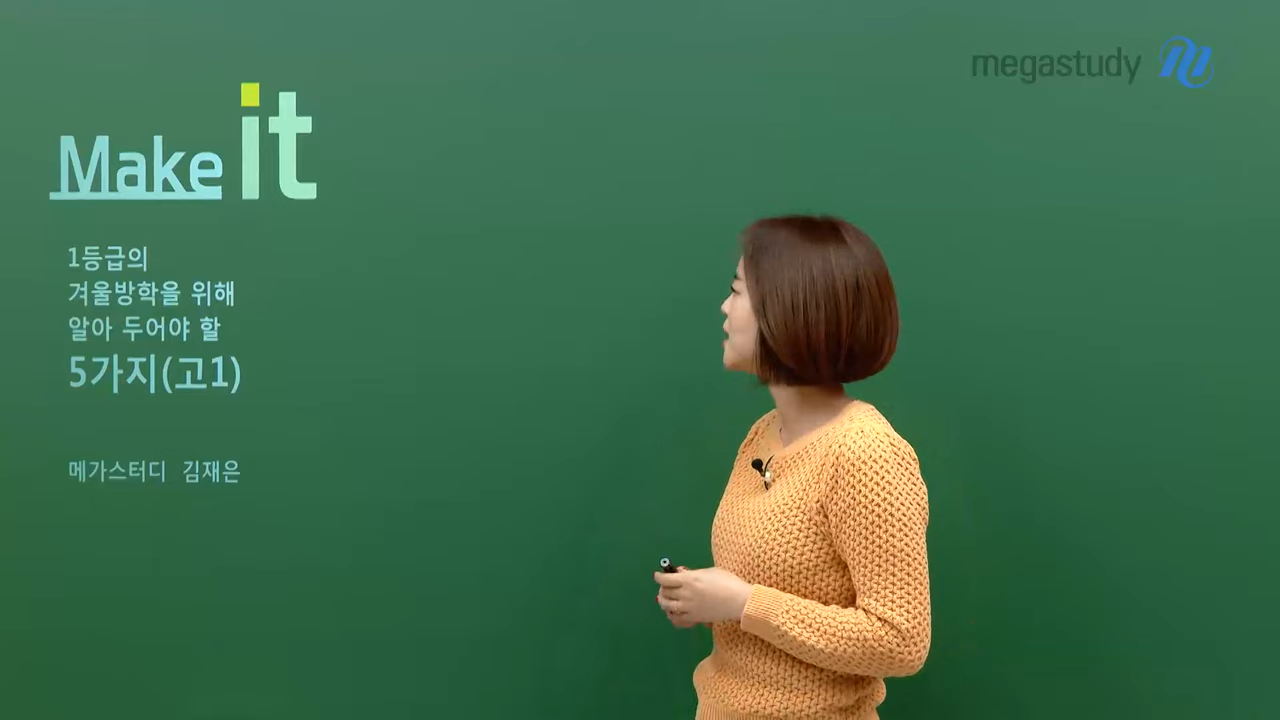 megastudy
Make it
1등급의
겨울방학을 위해
알아 두어야 할
5가지(고1)
메가스터디 김재은